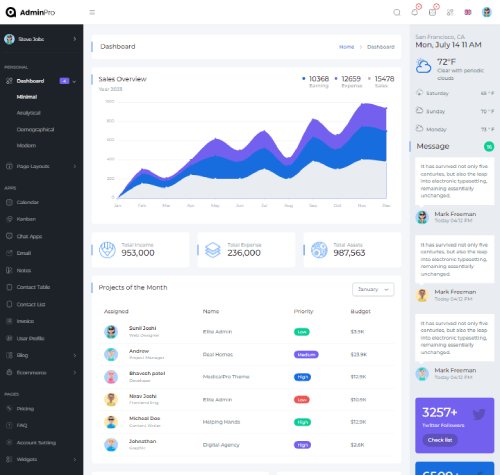 AdminPro
Steve Jobs
PERSONAL
Dashboard
Minimal
Analytical
Demographical
Modern
Page Layouts
APPS
Calendar
Kanban
Chat Apps
Email
Notes
Contact Table
Contact List
Invoice
User Profile
Blog
Ecommerce
PAGES
Pricing
FAQ
Account Setting
Widgets
Dashboard
Home > Dashboard
Sales Overview
Year 2023
10368 12659 15478
Earning Expense Sales
Jan Feb Mar Apr May Jun Jul Aug Sep Oct Nov Dec
Total Income
953,000
Total Expense
236,000
Total Assets
987,563
Projects of the Month
January
Assigned Name Priority Budget
Sunil Joshi
Web Designer
Elite Admin Low $3.9K
Andrew
Project Manager
Real Homes Medium $23.9K
Bhavesh patel
Developer
MedicalPro Theme High $12.9K
Nirav Joshi
Frontend Eng
Elite Admin Low $10.9K
Micheal Doe
Content Writer
Helping Hands High $12.9K
Johnathan
Graphic
Digital Agency High $2.6K
San Francisco, CA
Mon, July 14 11 AM
72°F
Clear with periodic
clouds
Saturday 68 °F
Sunday 70 °F
Monday 73 °F
Message
It has survived not only five
centuries, but also the leap
into electronic typesetting,
remaining essentially
unchanged.
Mark Freeman
Today 04:12 PM
It has survived not only five
centuries, but also the leap
into electronic typesetting,
remaining essentially
unchanged.
Mark Freeman
Today 04:12 PM
It has survived not only five
centuries, but also the leap
into electronic typesetting,
remaining essentially
unchanged.
Mark Freeman
Today 04:12 PM
3257+
Twitter Followers
Check list